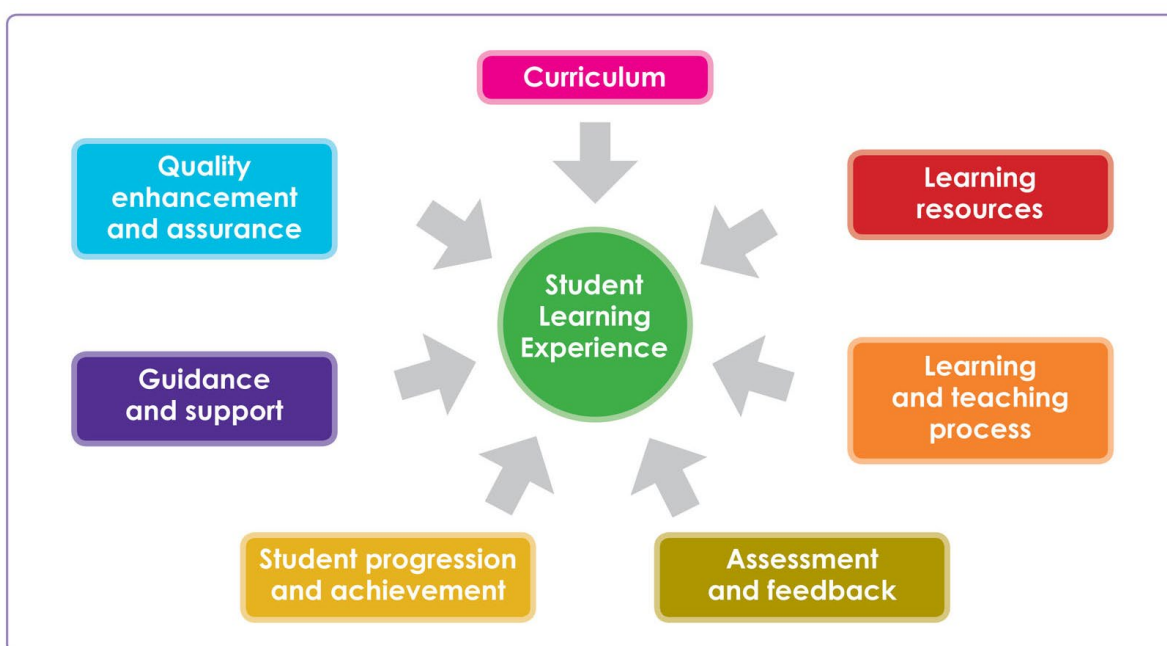 Curriculum
Quality
enhancement
and assurance
Learning
resources
Student
Learning
Experience
Guidance
and support
Learning
and teaching
process
Student progression
and achievement
Assessment
and feedback